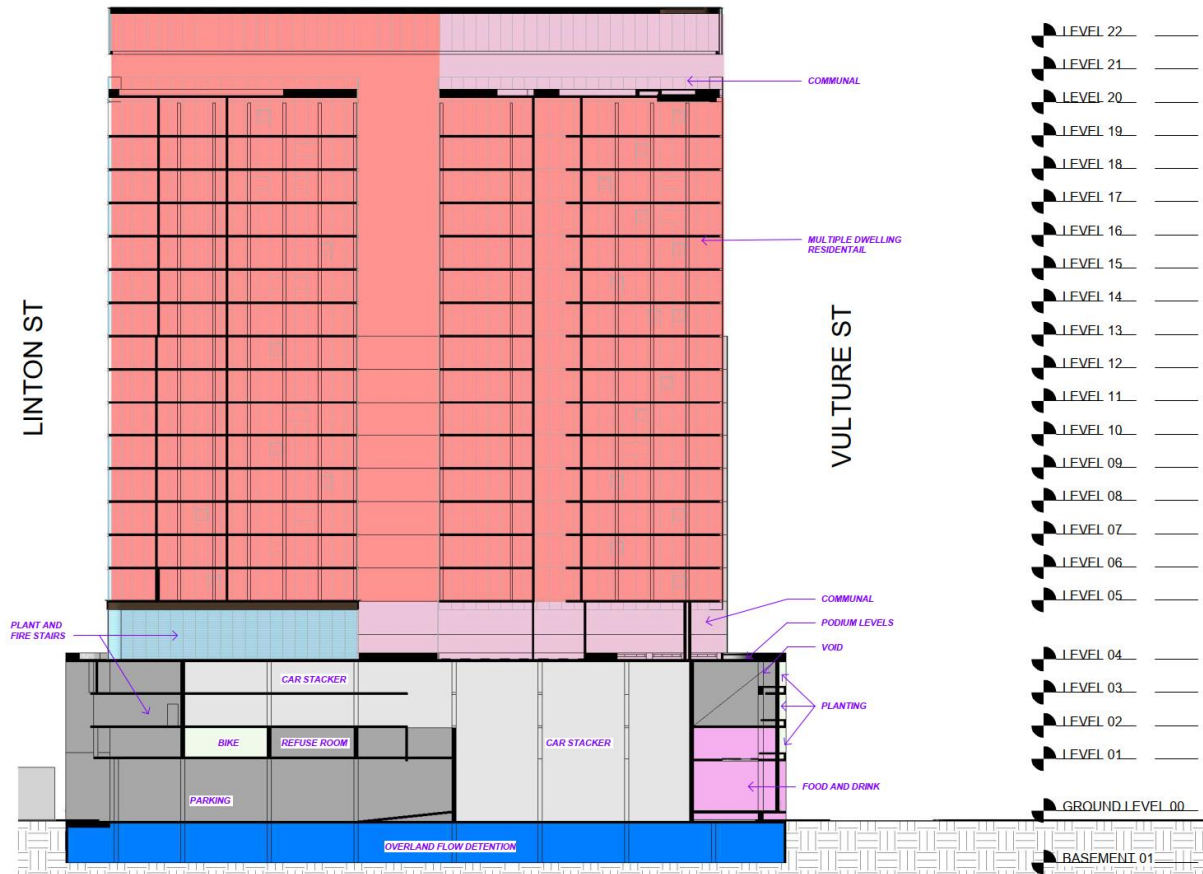 LEVEL 22
LEVEL 21
COMMUNAL
LEVEL 20
LEVEL 19
LEVEL 18
LEVEL 17
MULTIPLE DWELLING
RESIDENTAIL
LEVEL 16
LEVEL 15
LEVEL 14
LINTON ST
VULTURE ST
LEVEL 13
LEVEL 12
LEVEL 11
LEVEL 10
LEVEL 09
LEVEL 08
LEVEL 07
LEVEL 06
LEVEL 05
COMMUNAL
PLANT AND
FIRE STAIRS
PODIUM LEVELS
VOID
LEVEL 04
CAR STACKER
LEVEL 03
PLANTING
LEVEL 02
BIKE
REFUSE ROOM
CAR STACKER
LEVEL 01
FOOD AND DRINK
PARKING
GROUND LEVEL 00
OVERLAND FLOW DETENTION
BASEMENT 01